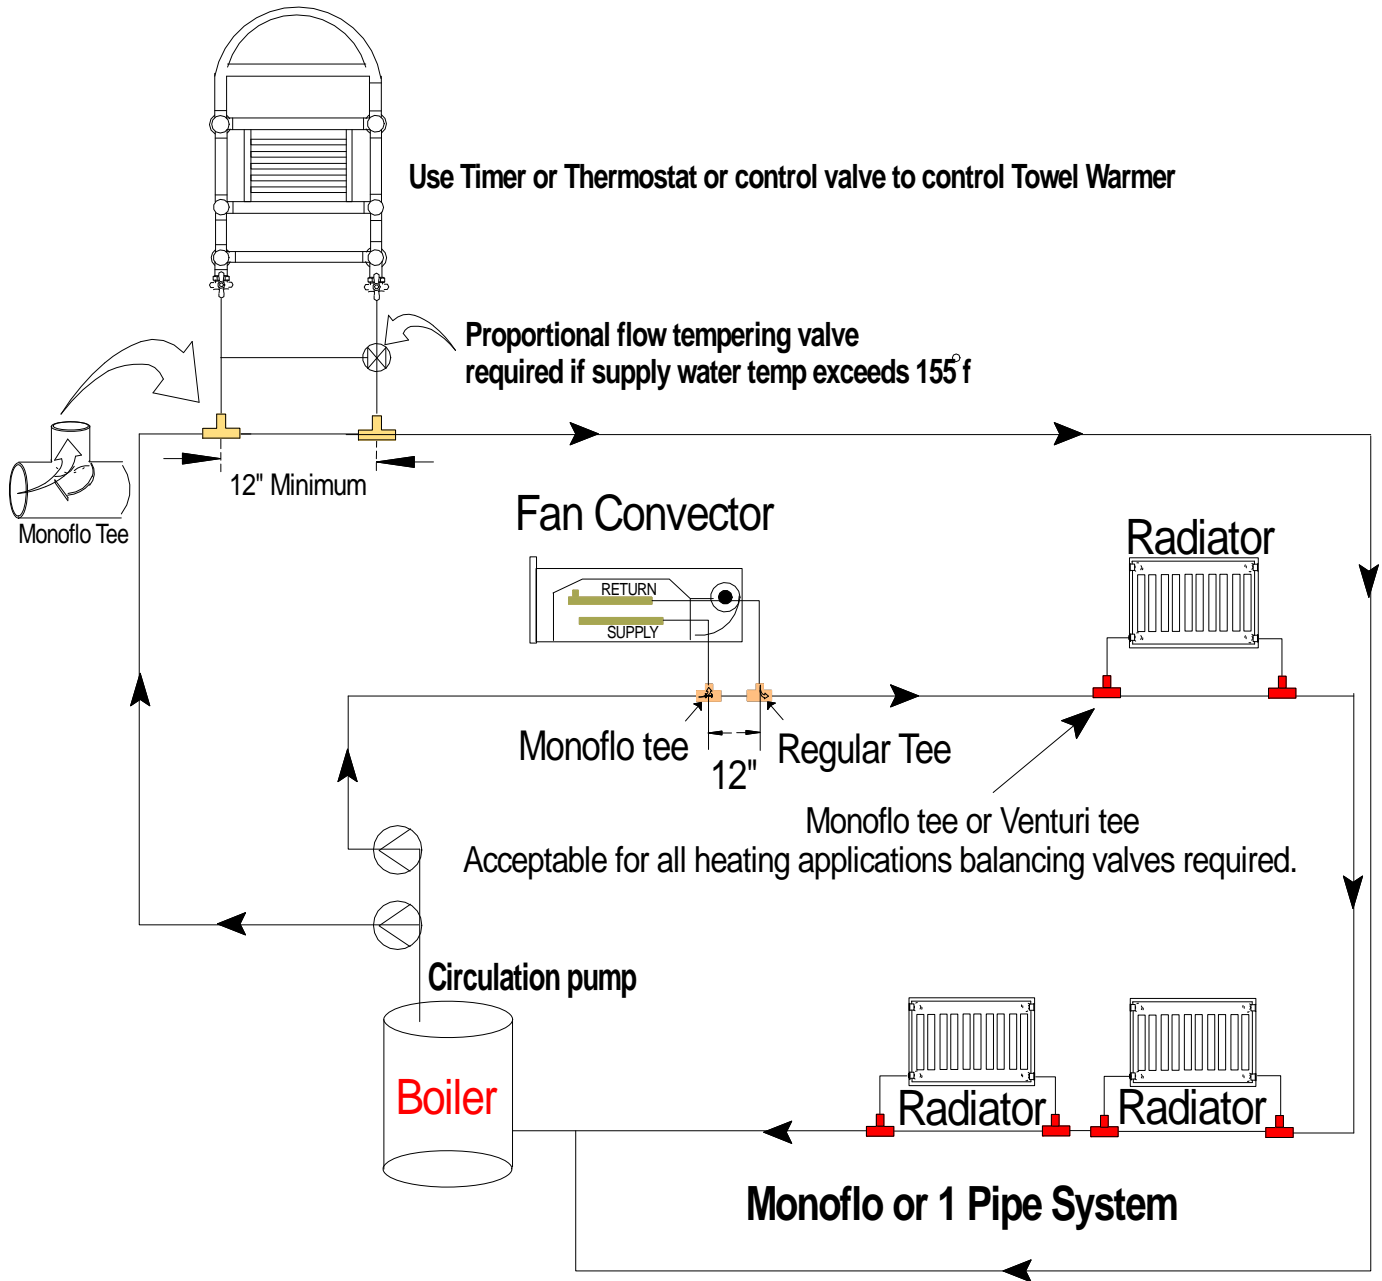 Use Timer or Thermostat or control valve to control Towel Warmer
Proportional flow tempering valve
required if supply water temp exceeds 155°f
12" Minimum
Monoflo Tee
Fan Convector
Radiator
RETURN
SUPPLY
Monoflo tee
12"
Regular Tee
Monoflo tee or Venturi tee
Acceptable for all heating applications balancing valves required.
Circulation pump
Boiler
Radiator
Radiator
Monoflo or 1 Pipe System